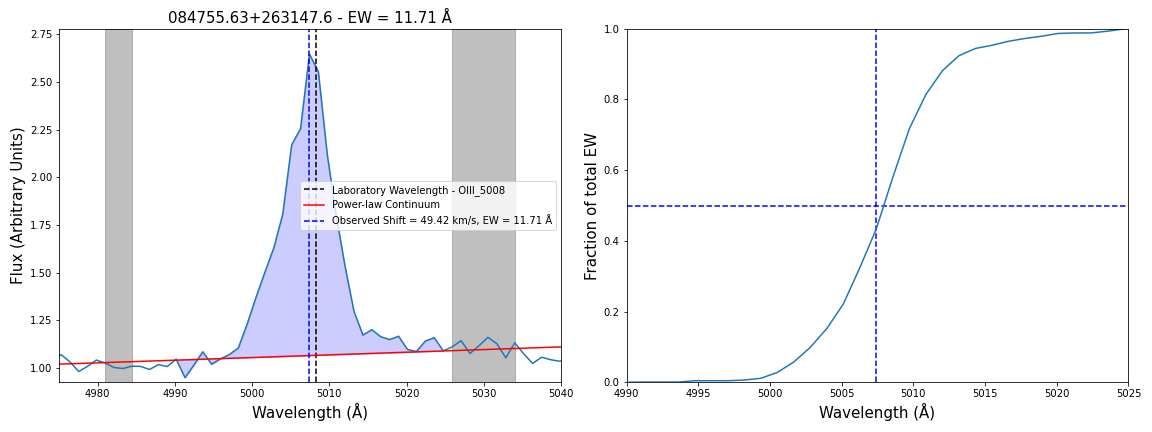 084755.63+263147.6 - EW = 11.71 Å
Flux (Arbitrary Units)
2.75
2.50
2.25
2.00
1.75
1.50
1.25
1.00
Laboratory Wavelength - OIII_5008
Power-law Continuum
Observed Shift = 49.42 km/s, EW = 11.71 Å
4980 4990 5000 5010 5020 5030 5040
Wavelength (Å)
Fraction of total EW
1.0
0.8
0.6
0.4
0.2
0.0
4990 4995 5000 5005 5010 5015 5020 5025
Wavelength (Å)